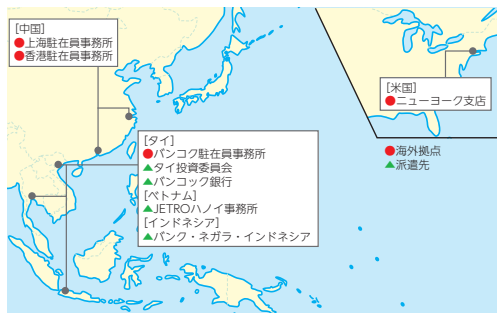 [中国]
●上海駐在員事務所
●香港駐在員事務所
[米国]
●ニューヨーク支店
[タイ]
●バンコク駐在員事務所
▲タイ投資委員会
▲バンコック銀行
[ベトナム]
▲JETROハノイ事務所
[インドネシア]
▲バンク・ネガラ・インドネシア
●海外拠点
▲派遣先